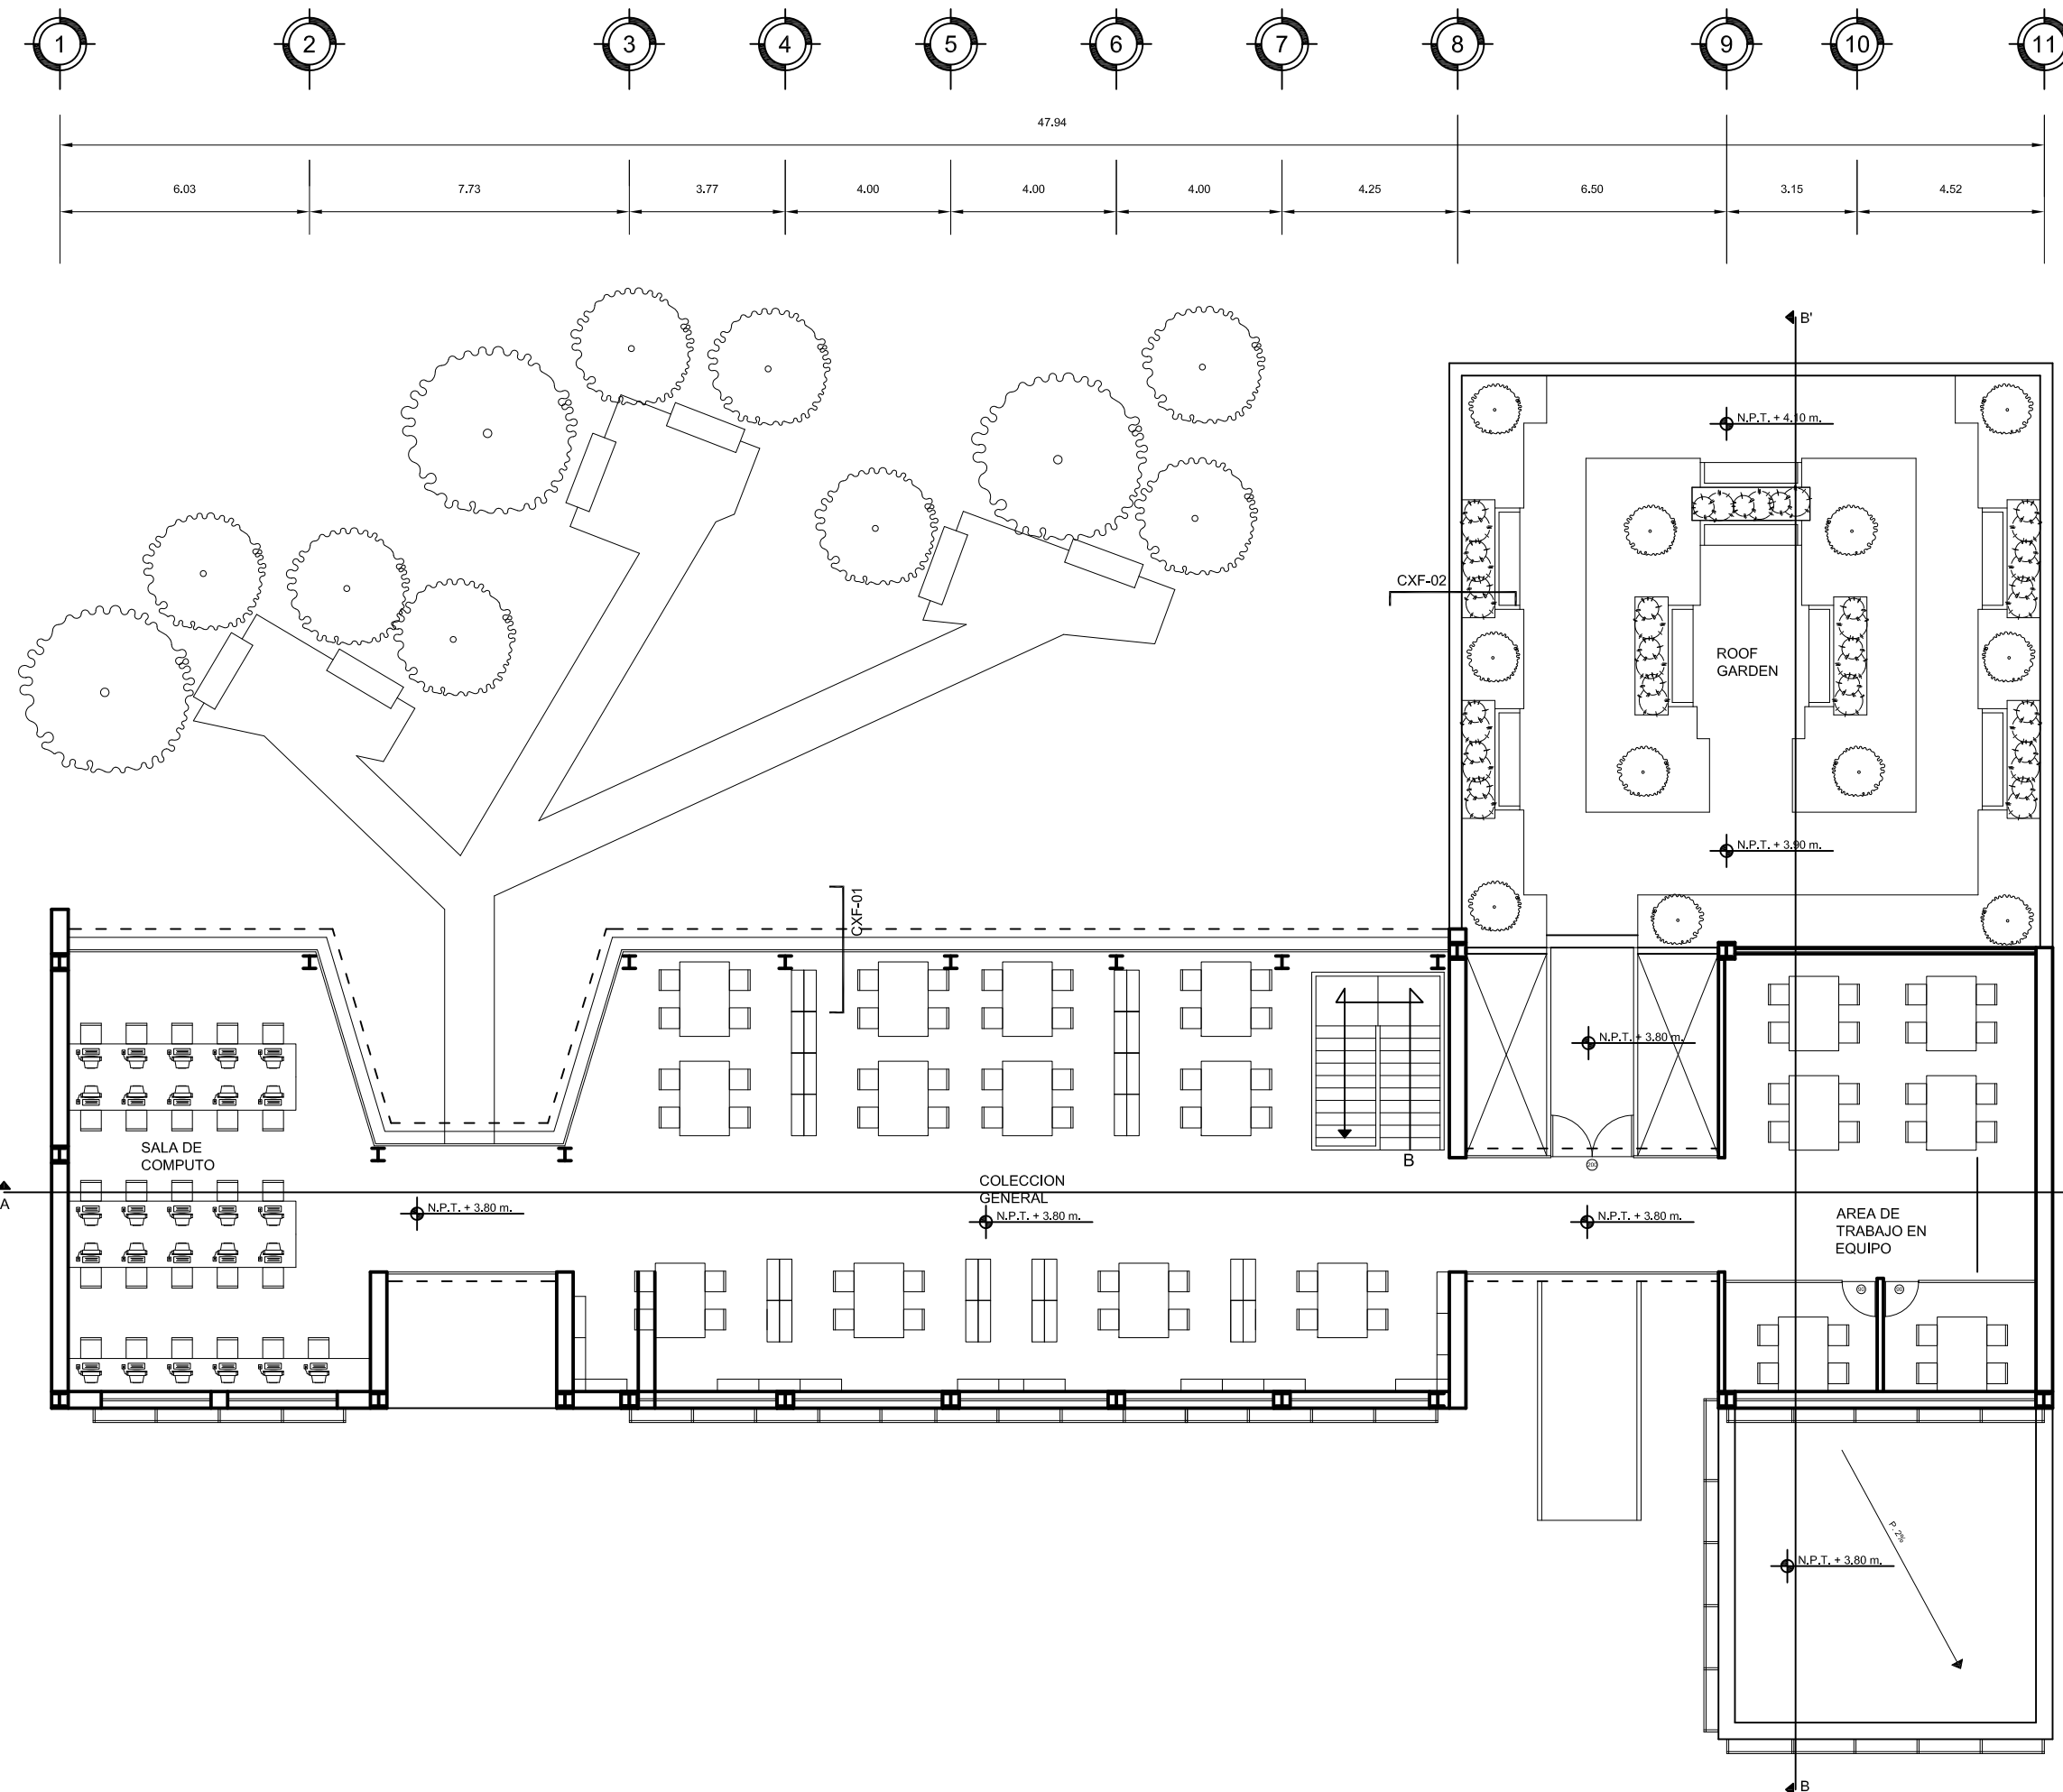 1 2 3 4 5 6 7 8 9 10 11
47.94
6.03 7.73 3.77 4.00 4.00 4.00 4.25 6.50 3.15 4.52
B'
N.P.T. + 4.10 m.
CXF-02
ROOF
GARDEN
N.P.T. + 3.90 m.
CXF-01
N.P.T. + 3.80 m.
SALA DE
COMPUTO
B
200
COLECCION
GENERAL
A
N.P.T. + 3.80 m.
N.P.T. + 3.80 m.
N.P.T. + 3.80 m.
AREA DE
TRABAJO EN
EQUIPO
90 90
P. 2%
N.P.T. + 3.80 m.
B